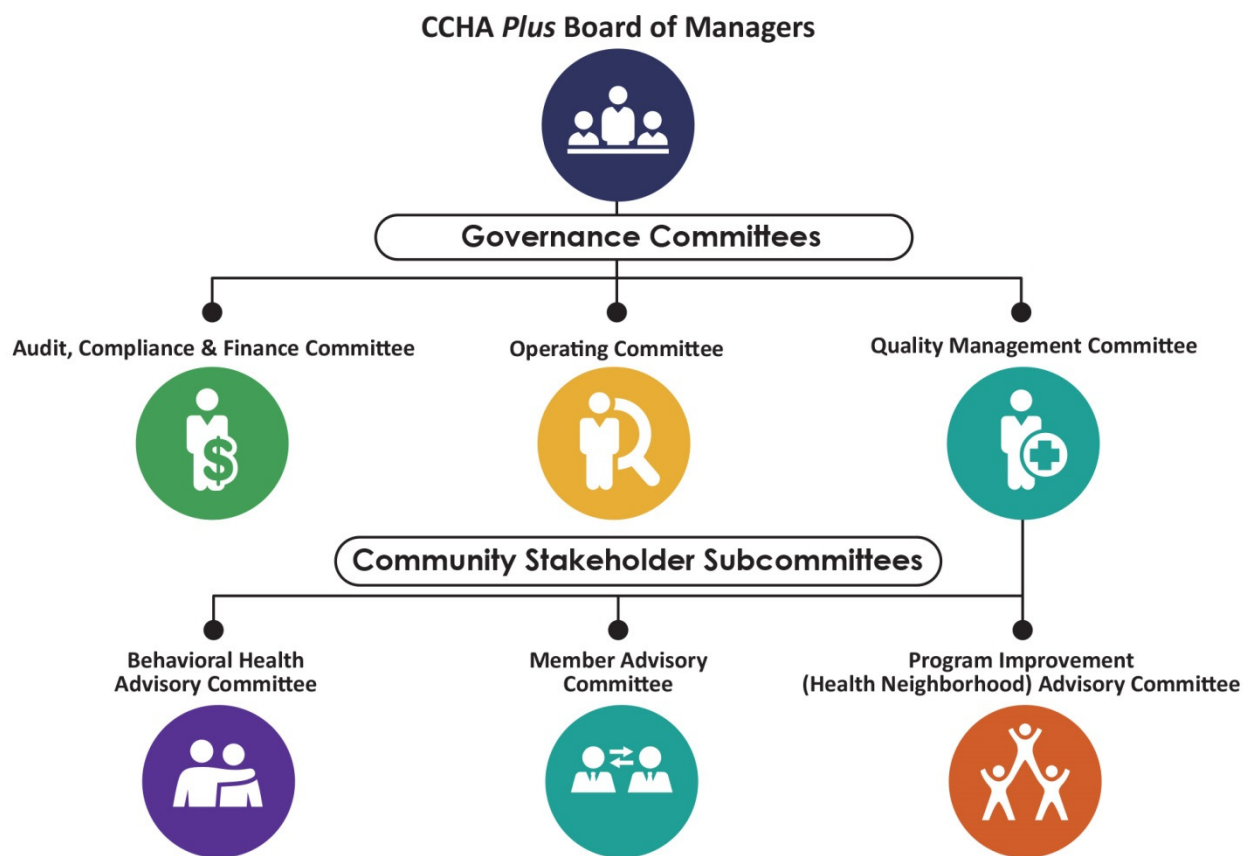 CCHA Plus Board of Managers
Governance Committees
Audit, Compliance & Finance Committee
Operating Committee
Quality Management Committee
$
Community Stakeholder Subcommittees
Behavioral Health
Advisory Committee
Member Advisory
Committee
Program Improvement
(Health Neighborhood) Advisory Committee